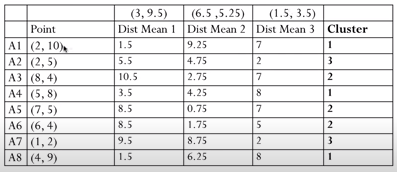 (3, 9.5) (6.5 ,5.25) (1.5, 3.5)
Point Dist Mean 1 Dist Mean 2 Dist Mean 3 Cluster
A1 (2, 10) 1.5 9.25 7 1
A2 (2, 5) 5.5 4.75 2 3
A3 (8, 4) 10.5 2.75 7 2
A4 (5, 8) 3.5 4.25 8 1
A5 (7, 5) 8.5 0.75 7 2
A6 (6, 4) 8.5 1.75 5 2
A7 (1, 2) 9.5 8.75 2 3
A8 (4, 9) 1.5 6.25 8 1